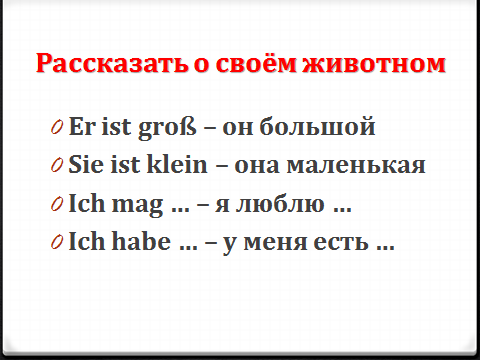 Рассказать о своём животном
Er ist groß – он большой
Sie ist klein – она маленькая
Ich mag ... – я люблю ...
Ich habe ... – у меня есть ...